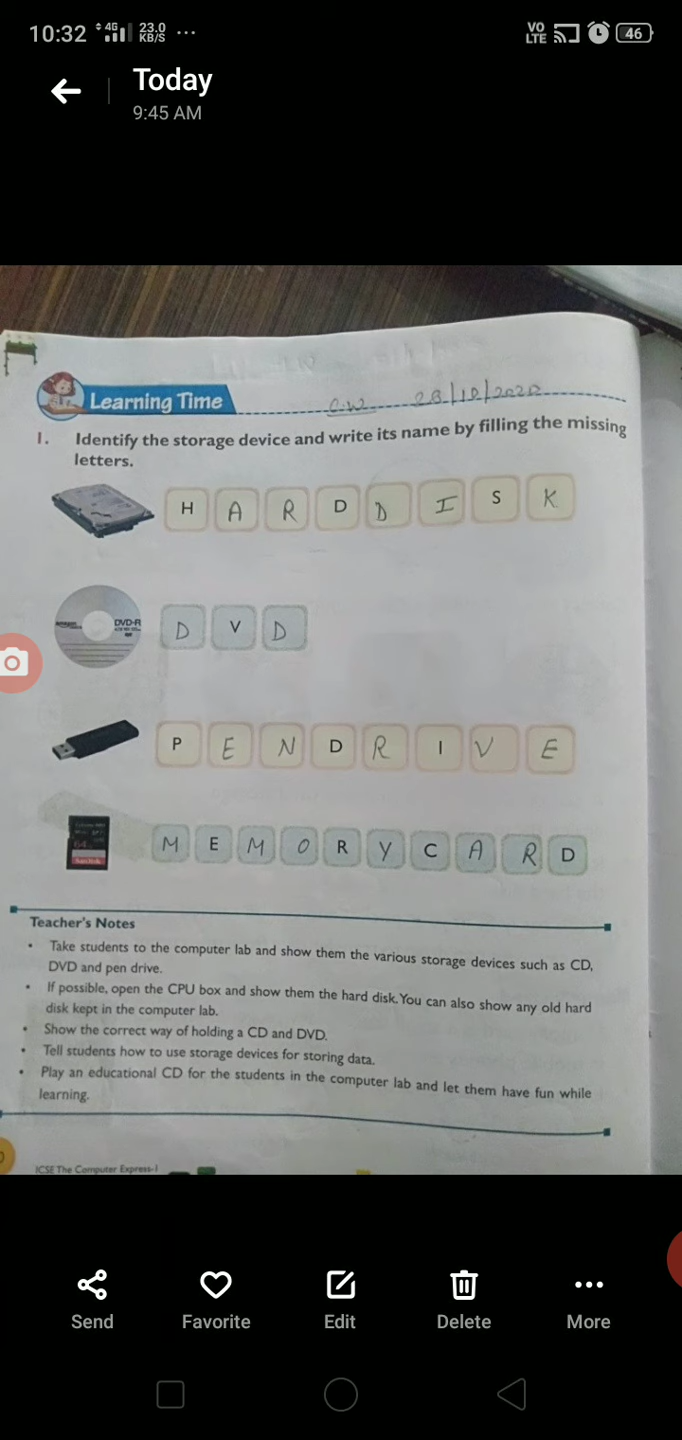 10:32 4G 23.0 KB/S ... VO LTE 46
Today
9:45 AM
Learning Time
C.W 28/10/2020
1. Identify the storage device and write its name by filling the missing
letters.
H A R D D I S K
DVD-R
D V D
P E N D R I V E
64
SanDisk
M E M O R Y C A R D
Teacher's Notes
• Take students to the computer lab and show them the various storage devices such as CD,
DVD and pen drive.
• If possible, open the CPU box and show them the hard disk. You can also show any old hard
disk kept in the computer lab.
• Show the correct way of holding a CD and DVD.
• Tell students how to use storage devices for storing data.
• Play an educational CD for the students in the computer lab and let them have fun while
learning.
ICSE The Computer Express-1
Send Favorite Edit Delete More